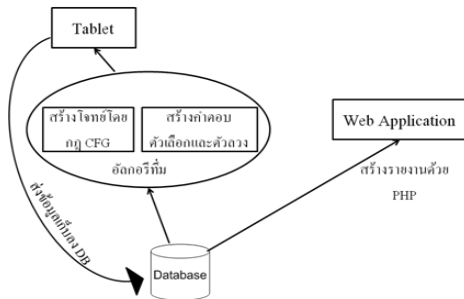 Tablet
สร้างโจทย์โดย
กฎ CFG
สร้างคำตอบ
ตัวเลือกและตัวลวง
อัลกอรีทึ่ม
Web Application
สร้างรายงานด้วย
PHP
ส่งข้อมูลเก็บลง DB
Database